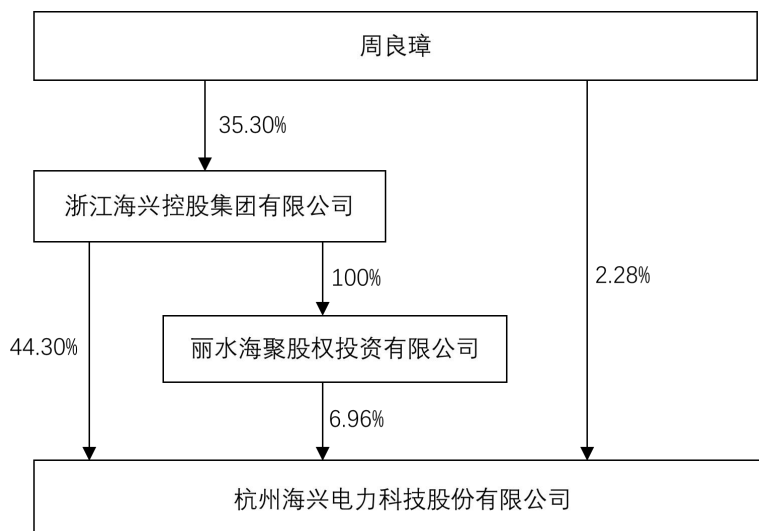 周良璋
35.30%
浙江海兴控股集团有限公司
100%
2.28%
44.30%
丽水海聚股权投资有限公司
6.96%
杭州海兴电力科技股份有限公司